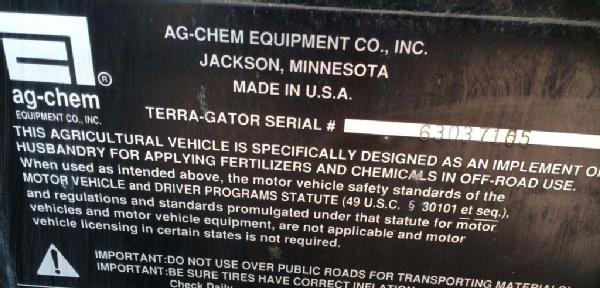 AG-CHEM EQUIPMENT CO., INC.
JACKSON, MINNESOTA
MADE IN U.S.A.
ag-chem ®
EQUIPMENT CO., INC.
TERRA-GATOR SERIAL # 63037165
THIS AGRICULTURAL VEHICLE IS SPECIFICALLY DESIGNED AS AN IMPLEMENT O
HUSBANDRY FOR APPLYING FERTILIZERS AND CHEMICALS IN OFF-ROAD USE.
When used as intended above, the motor vehicle safety standards of the
MOTOR VEHICLE and DRIVER PROGRAMS STATUTE (49 U.S.C. § 30101 et seq.),
and regulations and standards promulgated under that statute for motor
vehicles and motor vehicle equipment, are not applicable and motor
vehicle licensing in certain states is not required.
IMPORTANT:DO NOT USE OVER PUBLIC ROADS FOR TRANSPORTING MATERIALS
IMPORTANT:BE SURE TIRES HAVE CORRECT INFLATION
Check Daily